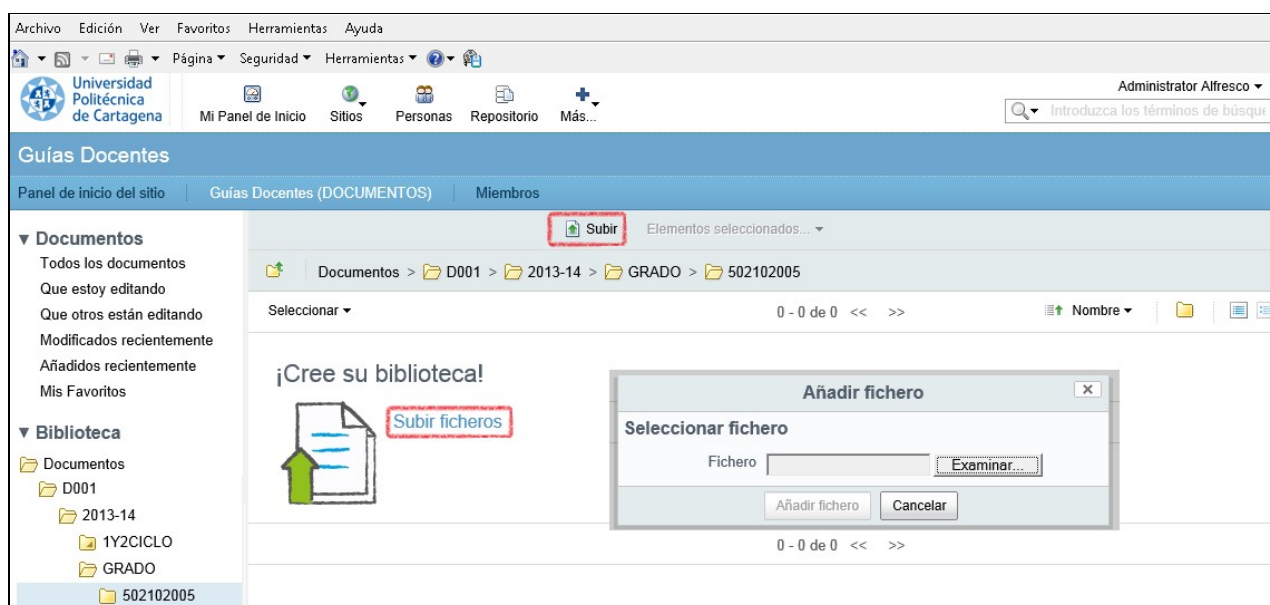 Archivo Edición Ver Favoritos Herramientas Ayuda
Página Seguridad Herramientas
Universidad
Politécnica
de Cartagena
Mi Panel de Inicio Sitios Personas Repositorio Más...
Administrator Alfresco
Introduzca los términos de búsque
Guías Docentes
Panel de inicio del sitio Guías Docentes (DOCUMENTOS) Miembros
Subir Elementos seleccionados...
Documentos > D001 > 2013-14 > GRADO > 502102005
Seleccionar 0 - 0 de 0 << >> Nombre
Documentos
Todos los documentos
Que estoy editando
Que otros están editando
Modificados recientemente
Añadidos recientemente
Mis Favoritos
Biblioteca
Documentos
D001
2013-14
1Y2CICLO
GRADO
502102005
¡Cree su biblioteca!
Subir ficheros
Añadir fichero
Seleccionar fichero
Fichero Examinar...
Añadir fichero Cancelar
0 - 0 de 0 << >>